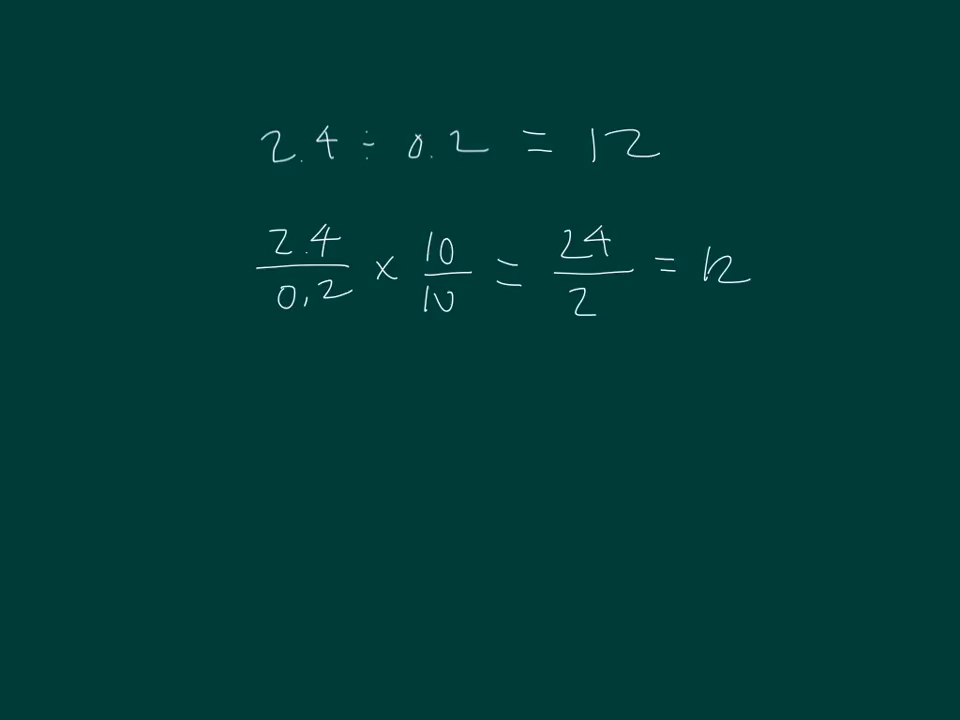 2.4 ÷ 0.2 = 12
2.4/0.2 × 10/10 = 24/2 = 12